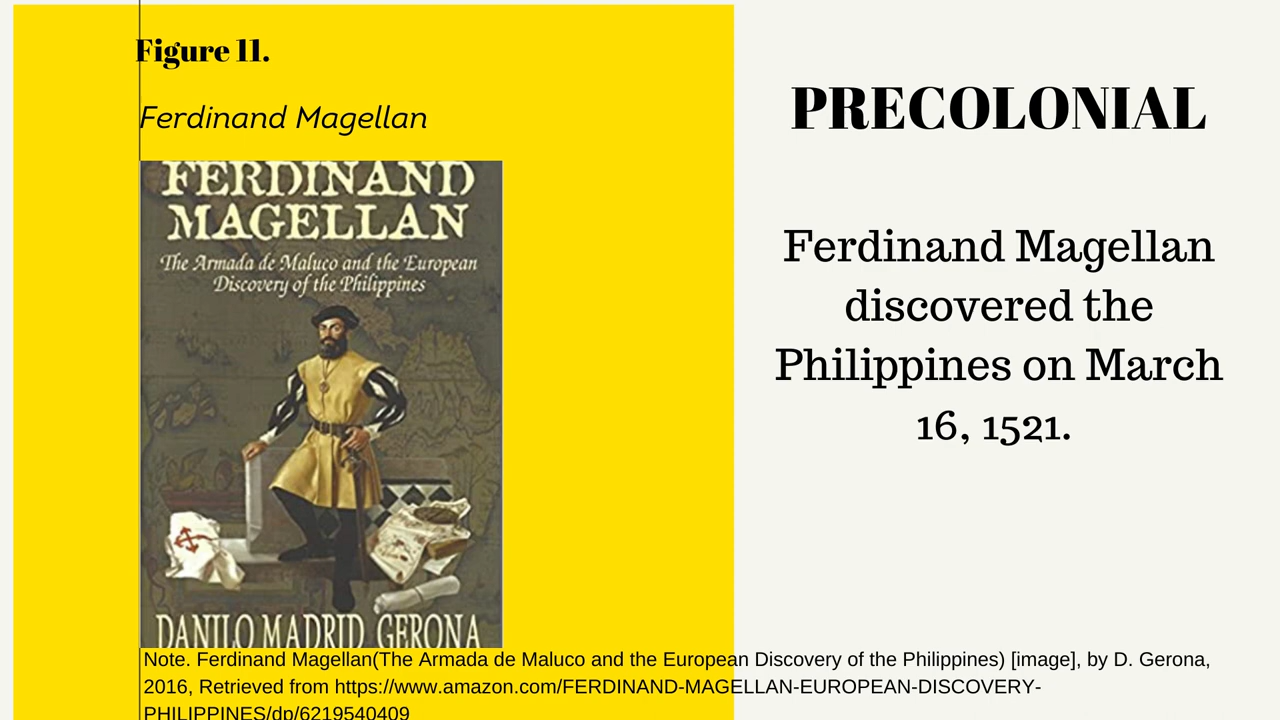 Figure 11.
Ferdinand Magellan
FERDINAND
MAGELLAN
The Armada de Maluco and the European
Discovery of the Philippines
DANILO MADRID GERONA
Note. Ferdinand Magellan(The Armada de Maluco and the European Discovery of the Philippines) [image], by D. Gerona,
2016, Retrieved from https://www.amazon.com/FERDINAND-MAGELLAN-EUROPEAN-DISCOVERY-
PHILIPPINES/dp/6219540409
PRECOLONIAL
Ferdinand Magellan
discovered the
Philippines on March
16, 1521.